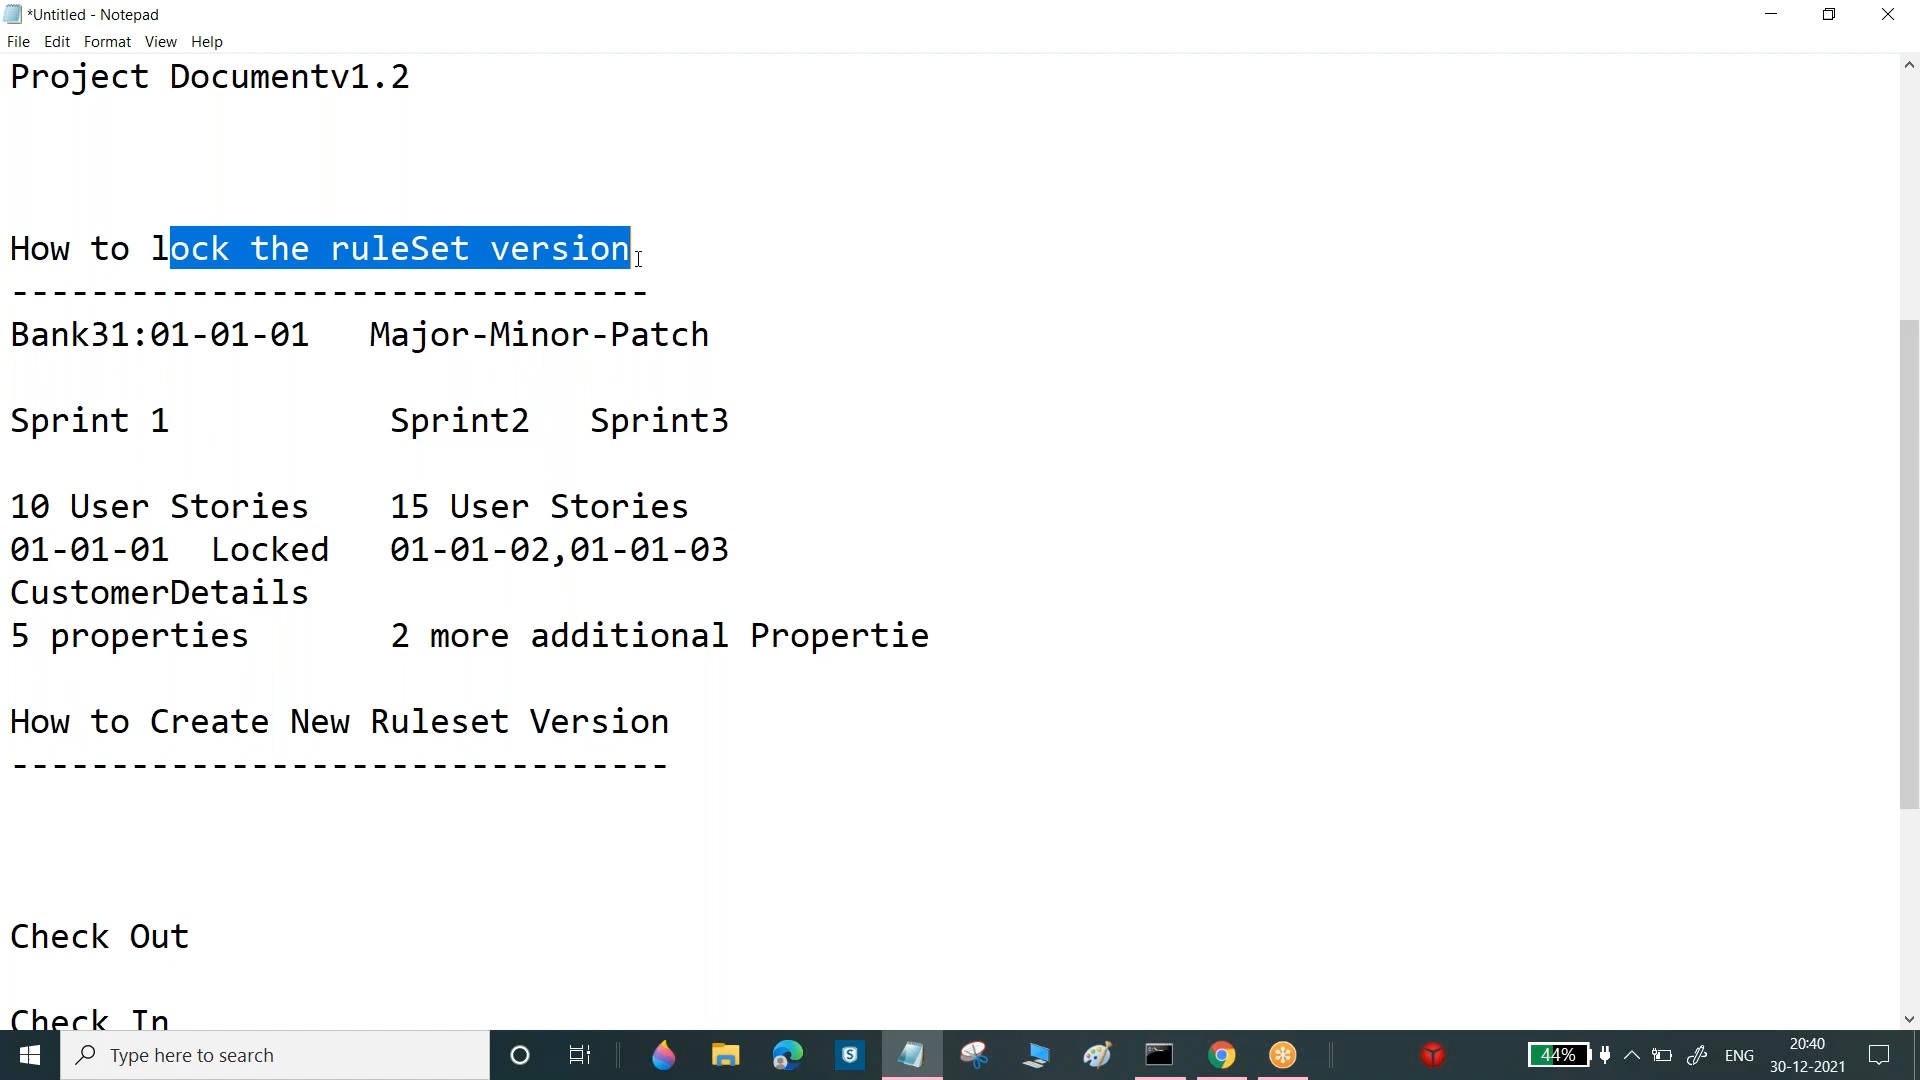 *Untitled - Notepad
File Edit Format View Help
Project Documentv1.2
How to lock the ruleSet version
--------------------------------
Bank31:01-01-01 Major-Minor-Patch
Sprint 1 Sprint2 Sprint3
10 User Stories 15 User Stories
01-01-01 Locked 01-01-02,01-01-03
CustomerDetails
5 properties 2 more additional Propertie
How to Create New Ruleset Version
---------------------------------
Check Out
Check In
Type here to search
44%
ENG
20:40
30-12-2021